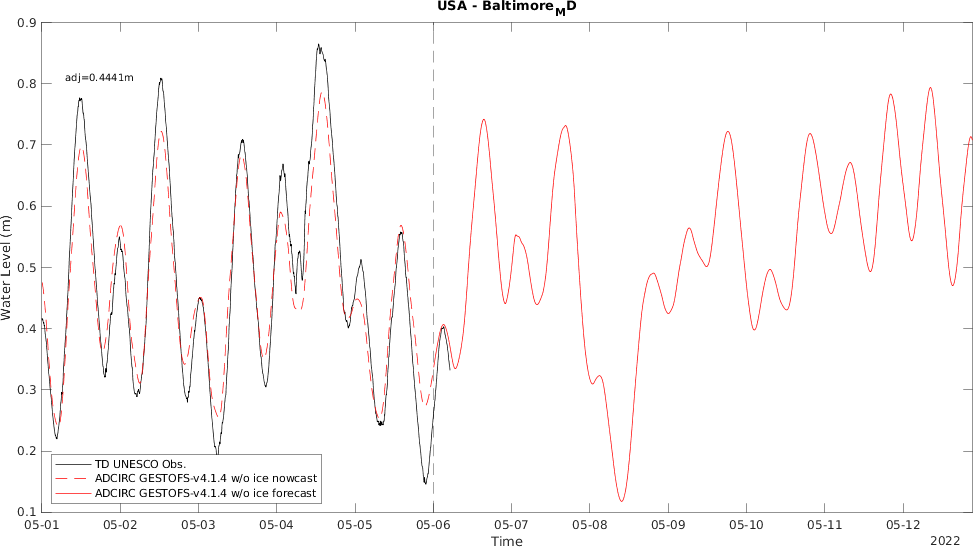 USA - Baltimore_MD
0.9
0.8
0.7
0.6
0.5
0.4
0.3
0.2
0.1
Water Level (m)
adj=0.4441m
TD UNESCO Obs.
ADCIRC GESTOFS-v4.1.4 w/o ice nowcast
ADCIRC GESTOFS-v4.1.4 w/o ice forecast
05-01 05-02 05-03 05-04 05-05 05-06 05-07 05-08 05-09 05-10 05-11 05-12
Time
2022